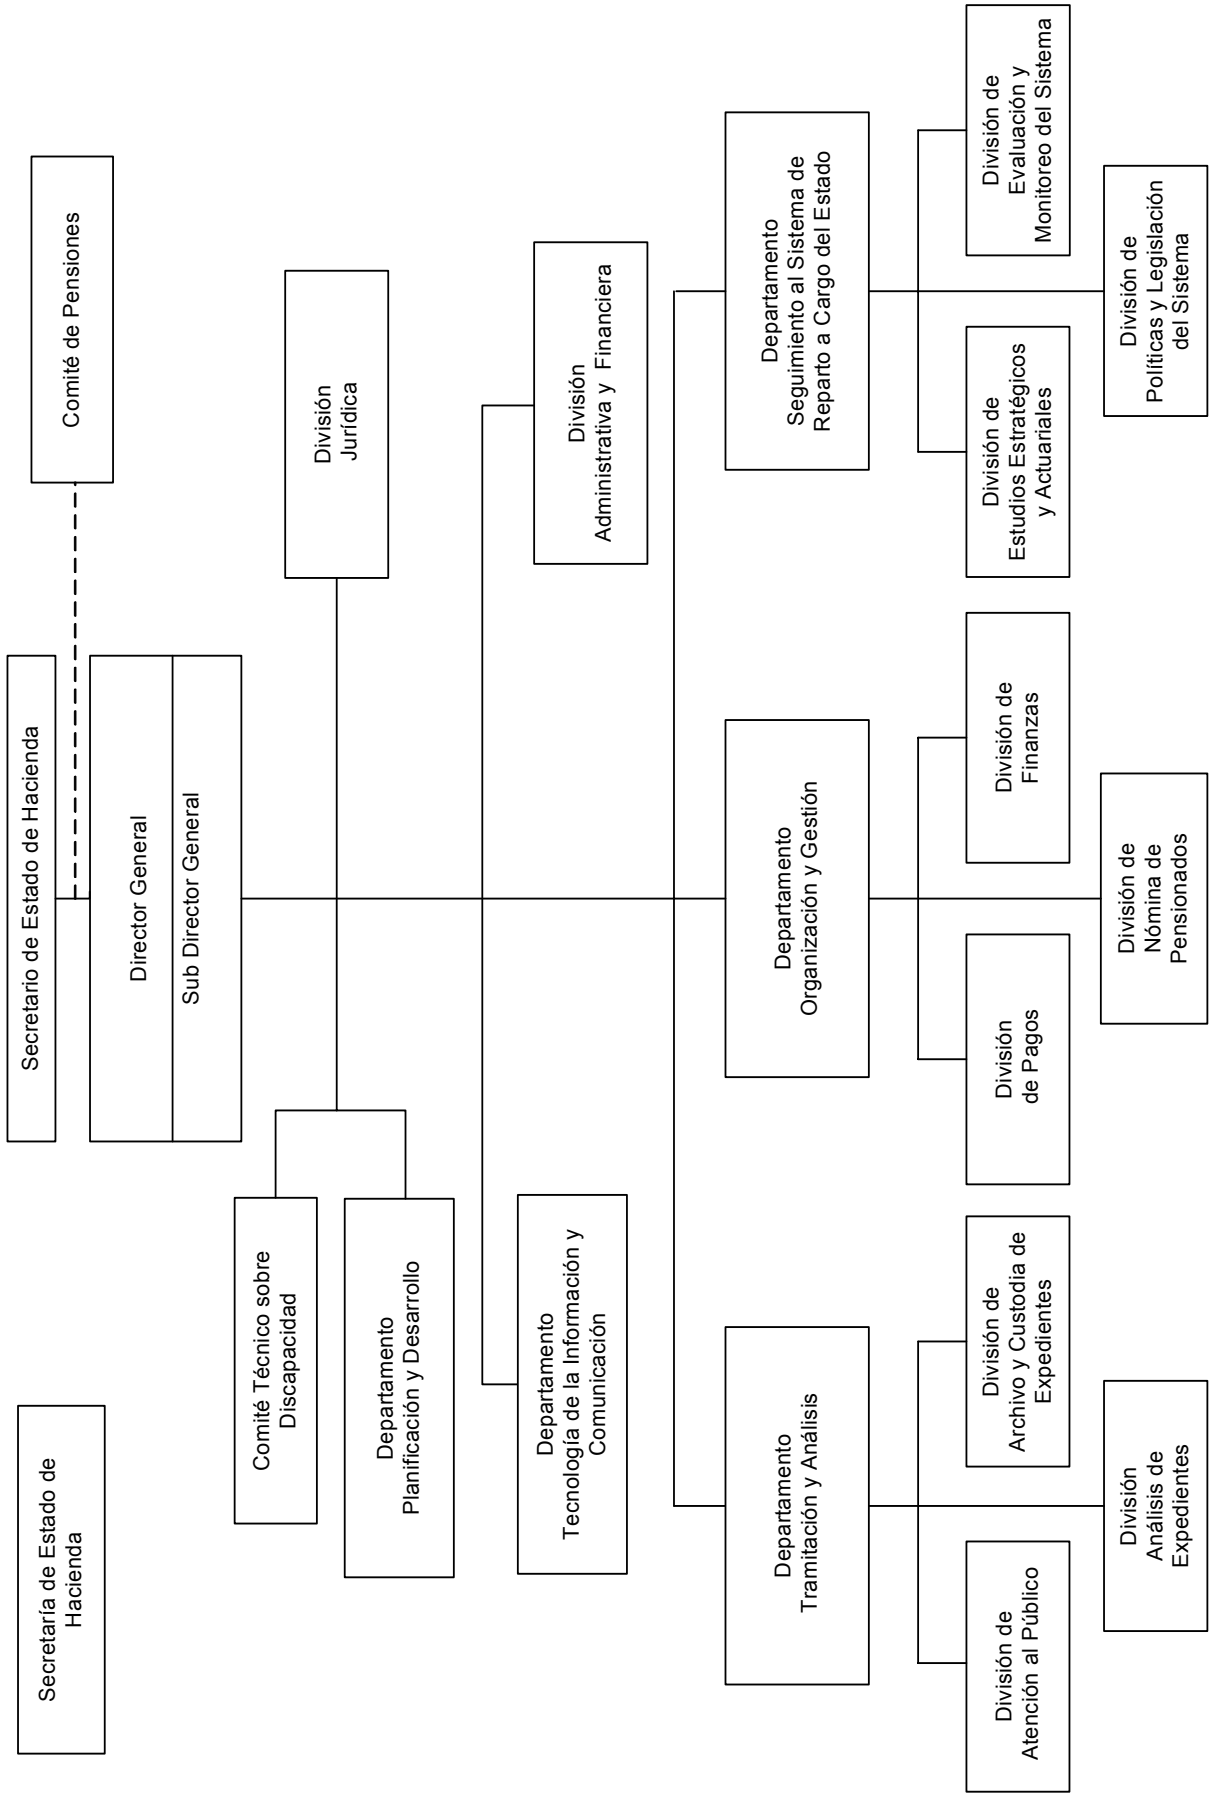 Secretaría de Estado de
Hacienda
Secretario de Estado de Hacienda
Comité de Pensiones
Director General
Sub Director General
Comité Técnico sobre
Discapacidad
División
Jurídica
Departamento
Planificación y Desarrollo
Departamento
Tecnología de la Información y
Comunicación
División
Administrativa y Financiera
Departamento
Tramitación y Análisis
Departamento
Organización y Gestión
Departamento
Seguimiento al Sistema de
Reparto a Cargo del Estado
División de
Atención al Público
División de
Archivo y Custodia de
Expedientes
División
de Pagos
División de
Finanzas
División de
Estudios Estratégicos
y Actuariales
División de
Evaluación y
Monitoreo del Sistema
División
Análisis de
Expedientes
División de
Nómina de
Pensionados
División de
Políticas y Legislación
del Sistema